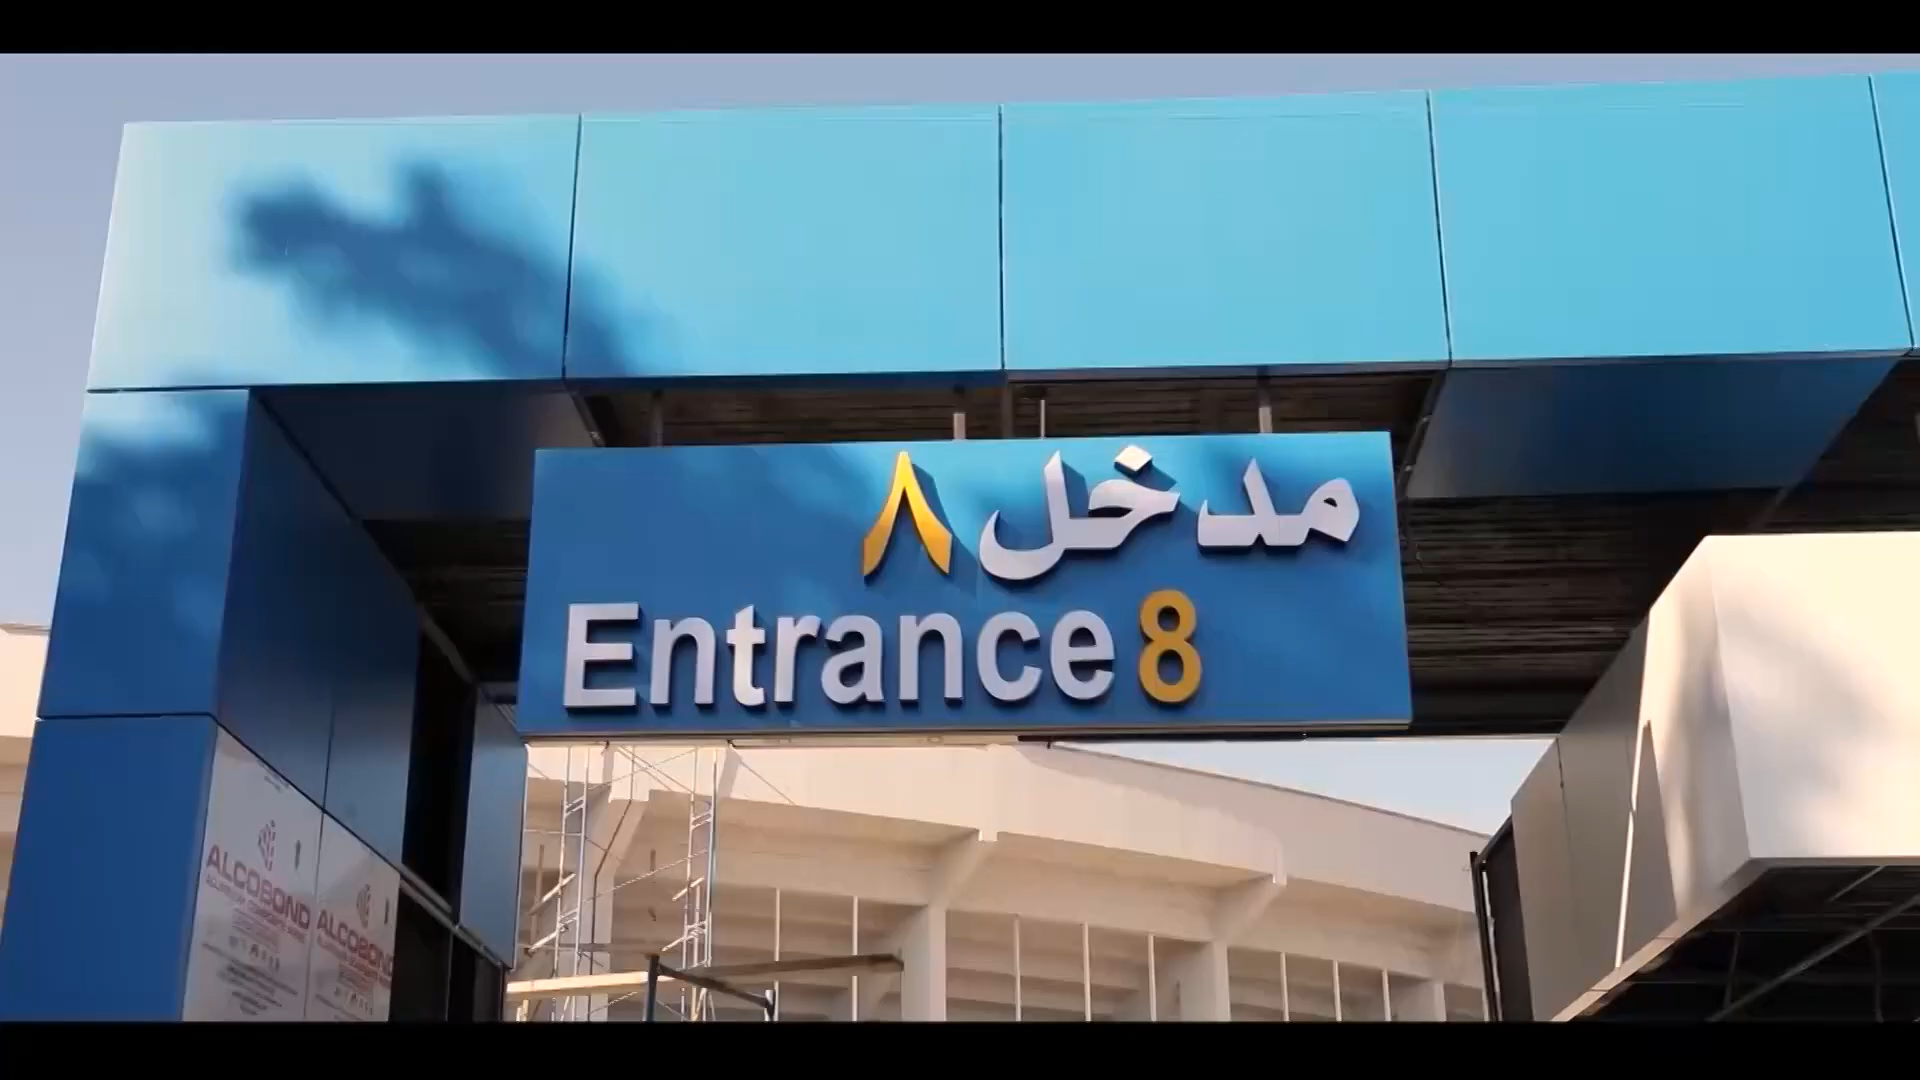 مدخل ٨
Entrance 8
ALCOBOND
ALCOBOND